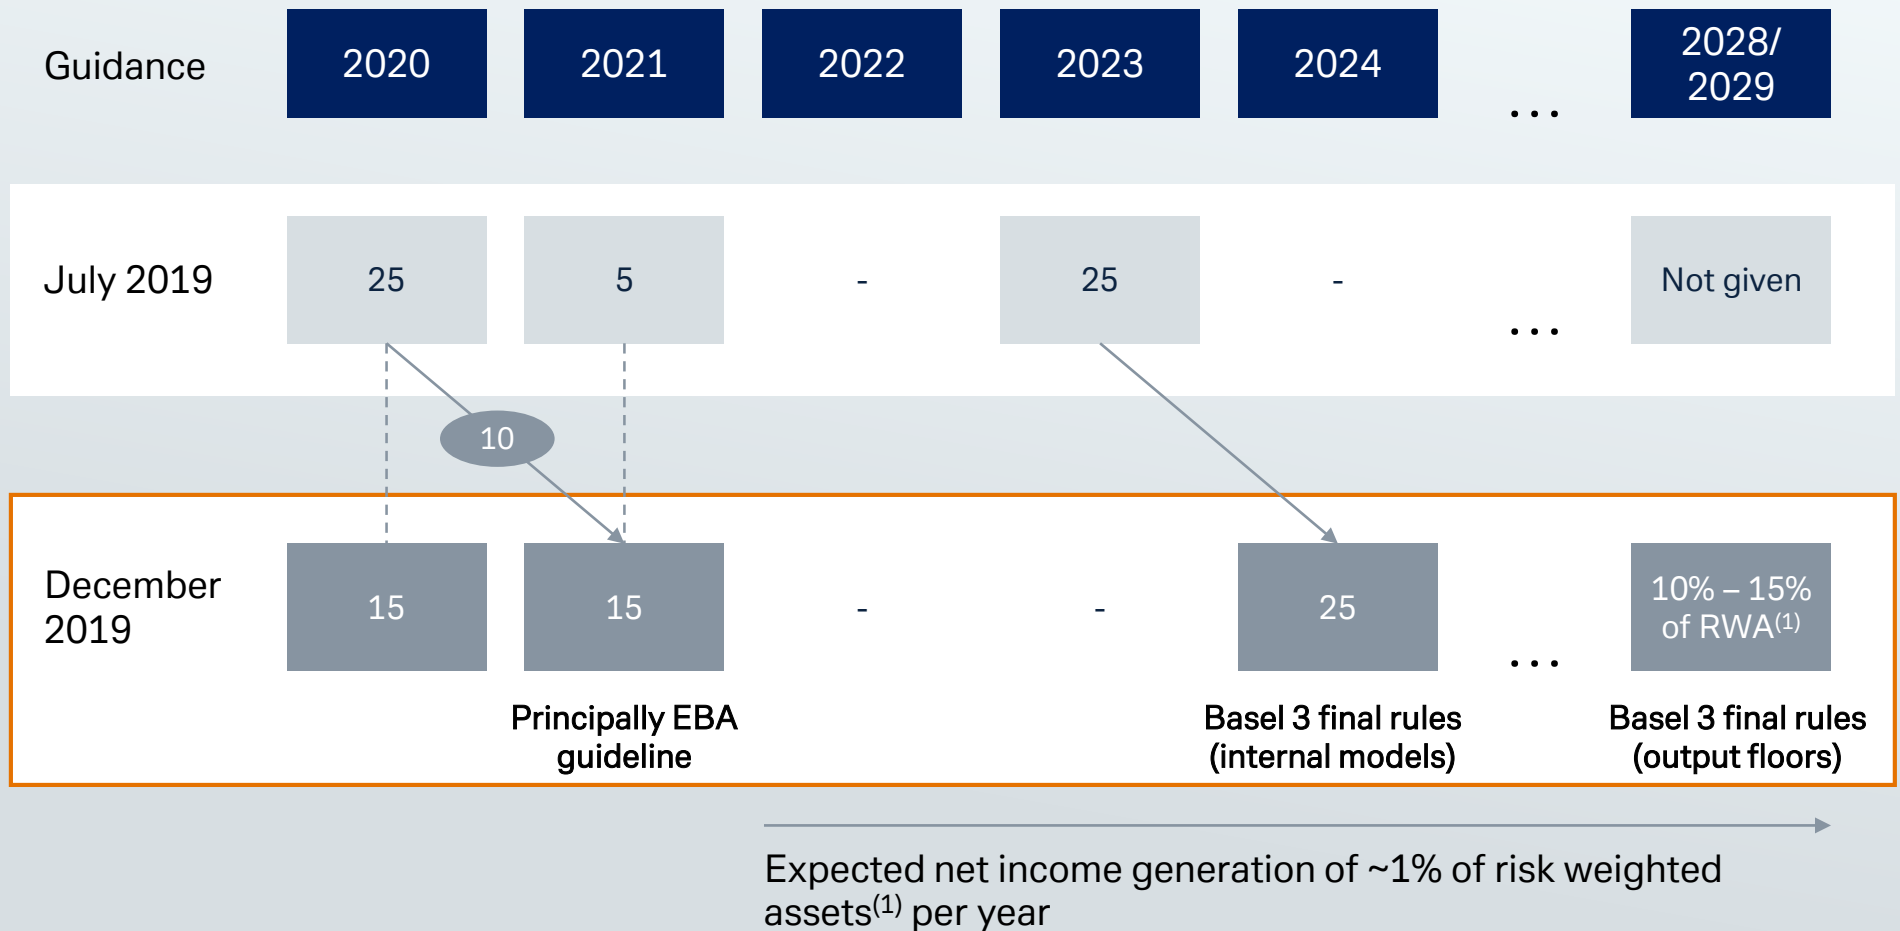 Guidance 2020 2021 2022 2023 2024 ... 2028/
2029
July 2019 25 5 - 25 - ... Not given
10
December
2019
15 15 - - 25 ... 10% – 15%
of RWA(1)
Principally EBA
guideline
Basel 3 final rules
(internal models)
Basel 3 final rules
(output floors)
Expected net income generation of ~1% of risk weighted
assets(1) per year